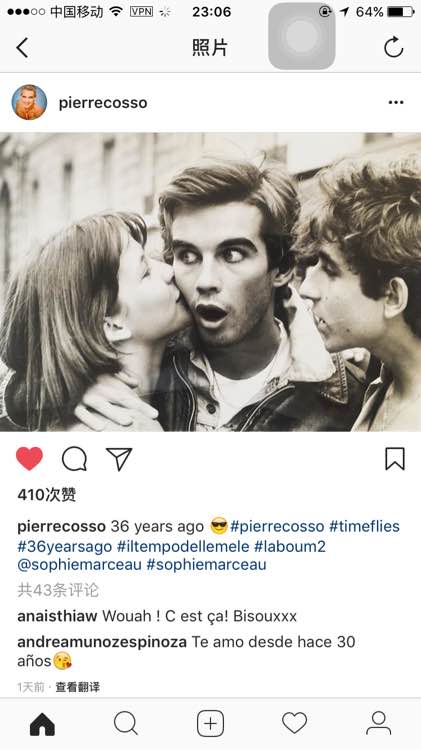 中国移动 VPN 23:06 64%
照片
pierrecosso
410次赞
pierrecosso 36 years ago 😎#pierrecosso #timeflies
#36yearsago #iltempodellemele #laboum2
@sophiemarceau #sophiemarceau
共43条评论
anaisthiaw Wouah ! C est ça! Bisouxxx
andreamunozespinoza Te amo desde hace 30
años😘
1天前 · 查看翻译